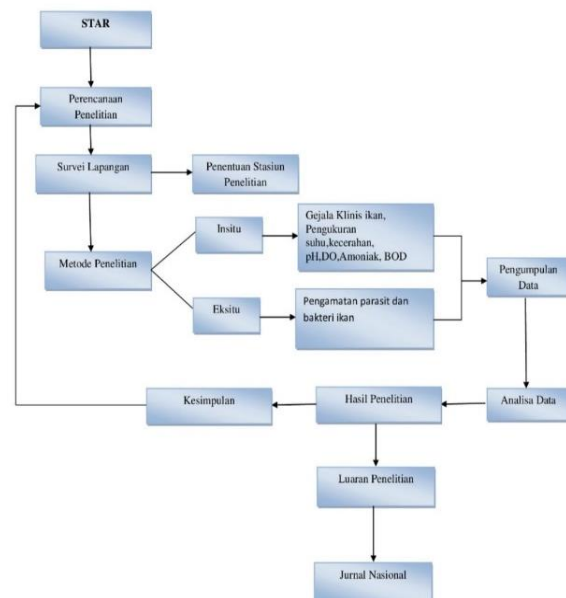 STAR
Perencanaan
Penelitian
Survei Lapangan
Penentuan Stasiun
Penelitian
Metode Penelitian
Insitu
Gejala Klinis ikan,
Pengukuran
suhu,kecerahan,
pH,DO,Amoniak, BOD
Eksitu
Pengamatan parasit dan
bakteri ikan
Pengumpulan
Data
Analisa Data
Hasil Penelitian
Kesimpulan
Luaran Penelitian
Jurnal Nasional